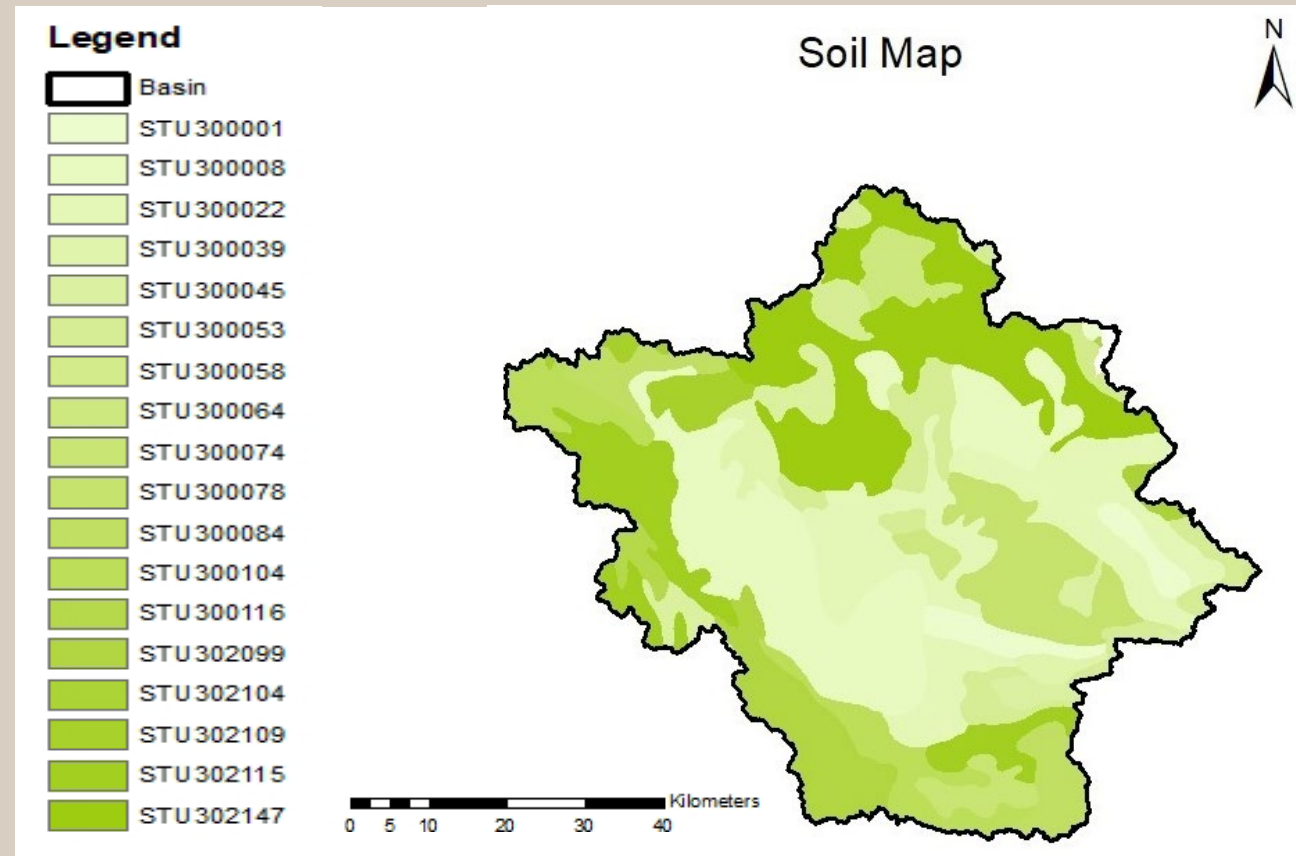 Legend
Basin
STU300001
STU300008
STU300022
STU300039
STU300045
STU300053
STU300058
STU300064
STU300074
STU300078
STU300084
STU300104
STU300116
STU302099
STU302104
STU302109
STU302115
STU302147
Soil Map
N
Kilometers
0 5 10 20 30 40